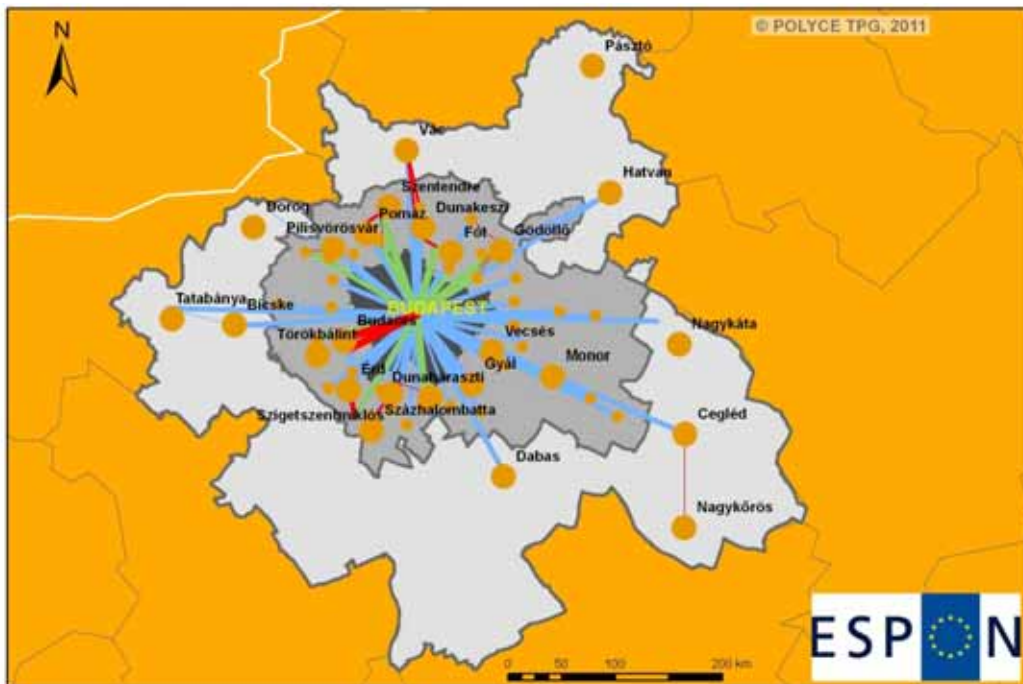 © POLYCE TPG, 2011
N
Pásztó
Vác
Hatvan
Szentendre
Dorog
Pomáz
Dunakeszi
Pilisvörösvár
Fót
Gödöllő
Tatabánya
Bicske
BUDAPEST
Budaörs
Törökbálint
Vecsés
Nagykáta
Érd
Gyál
Monor
Dunaharaszti
Szigetszentmiklós
Százhalombatta
Cegléd
Dabas
Nagykőrös
0 50 100 200 km
ESPON